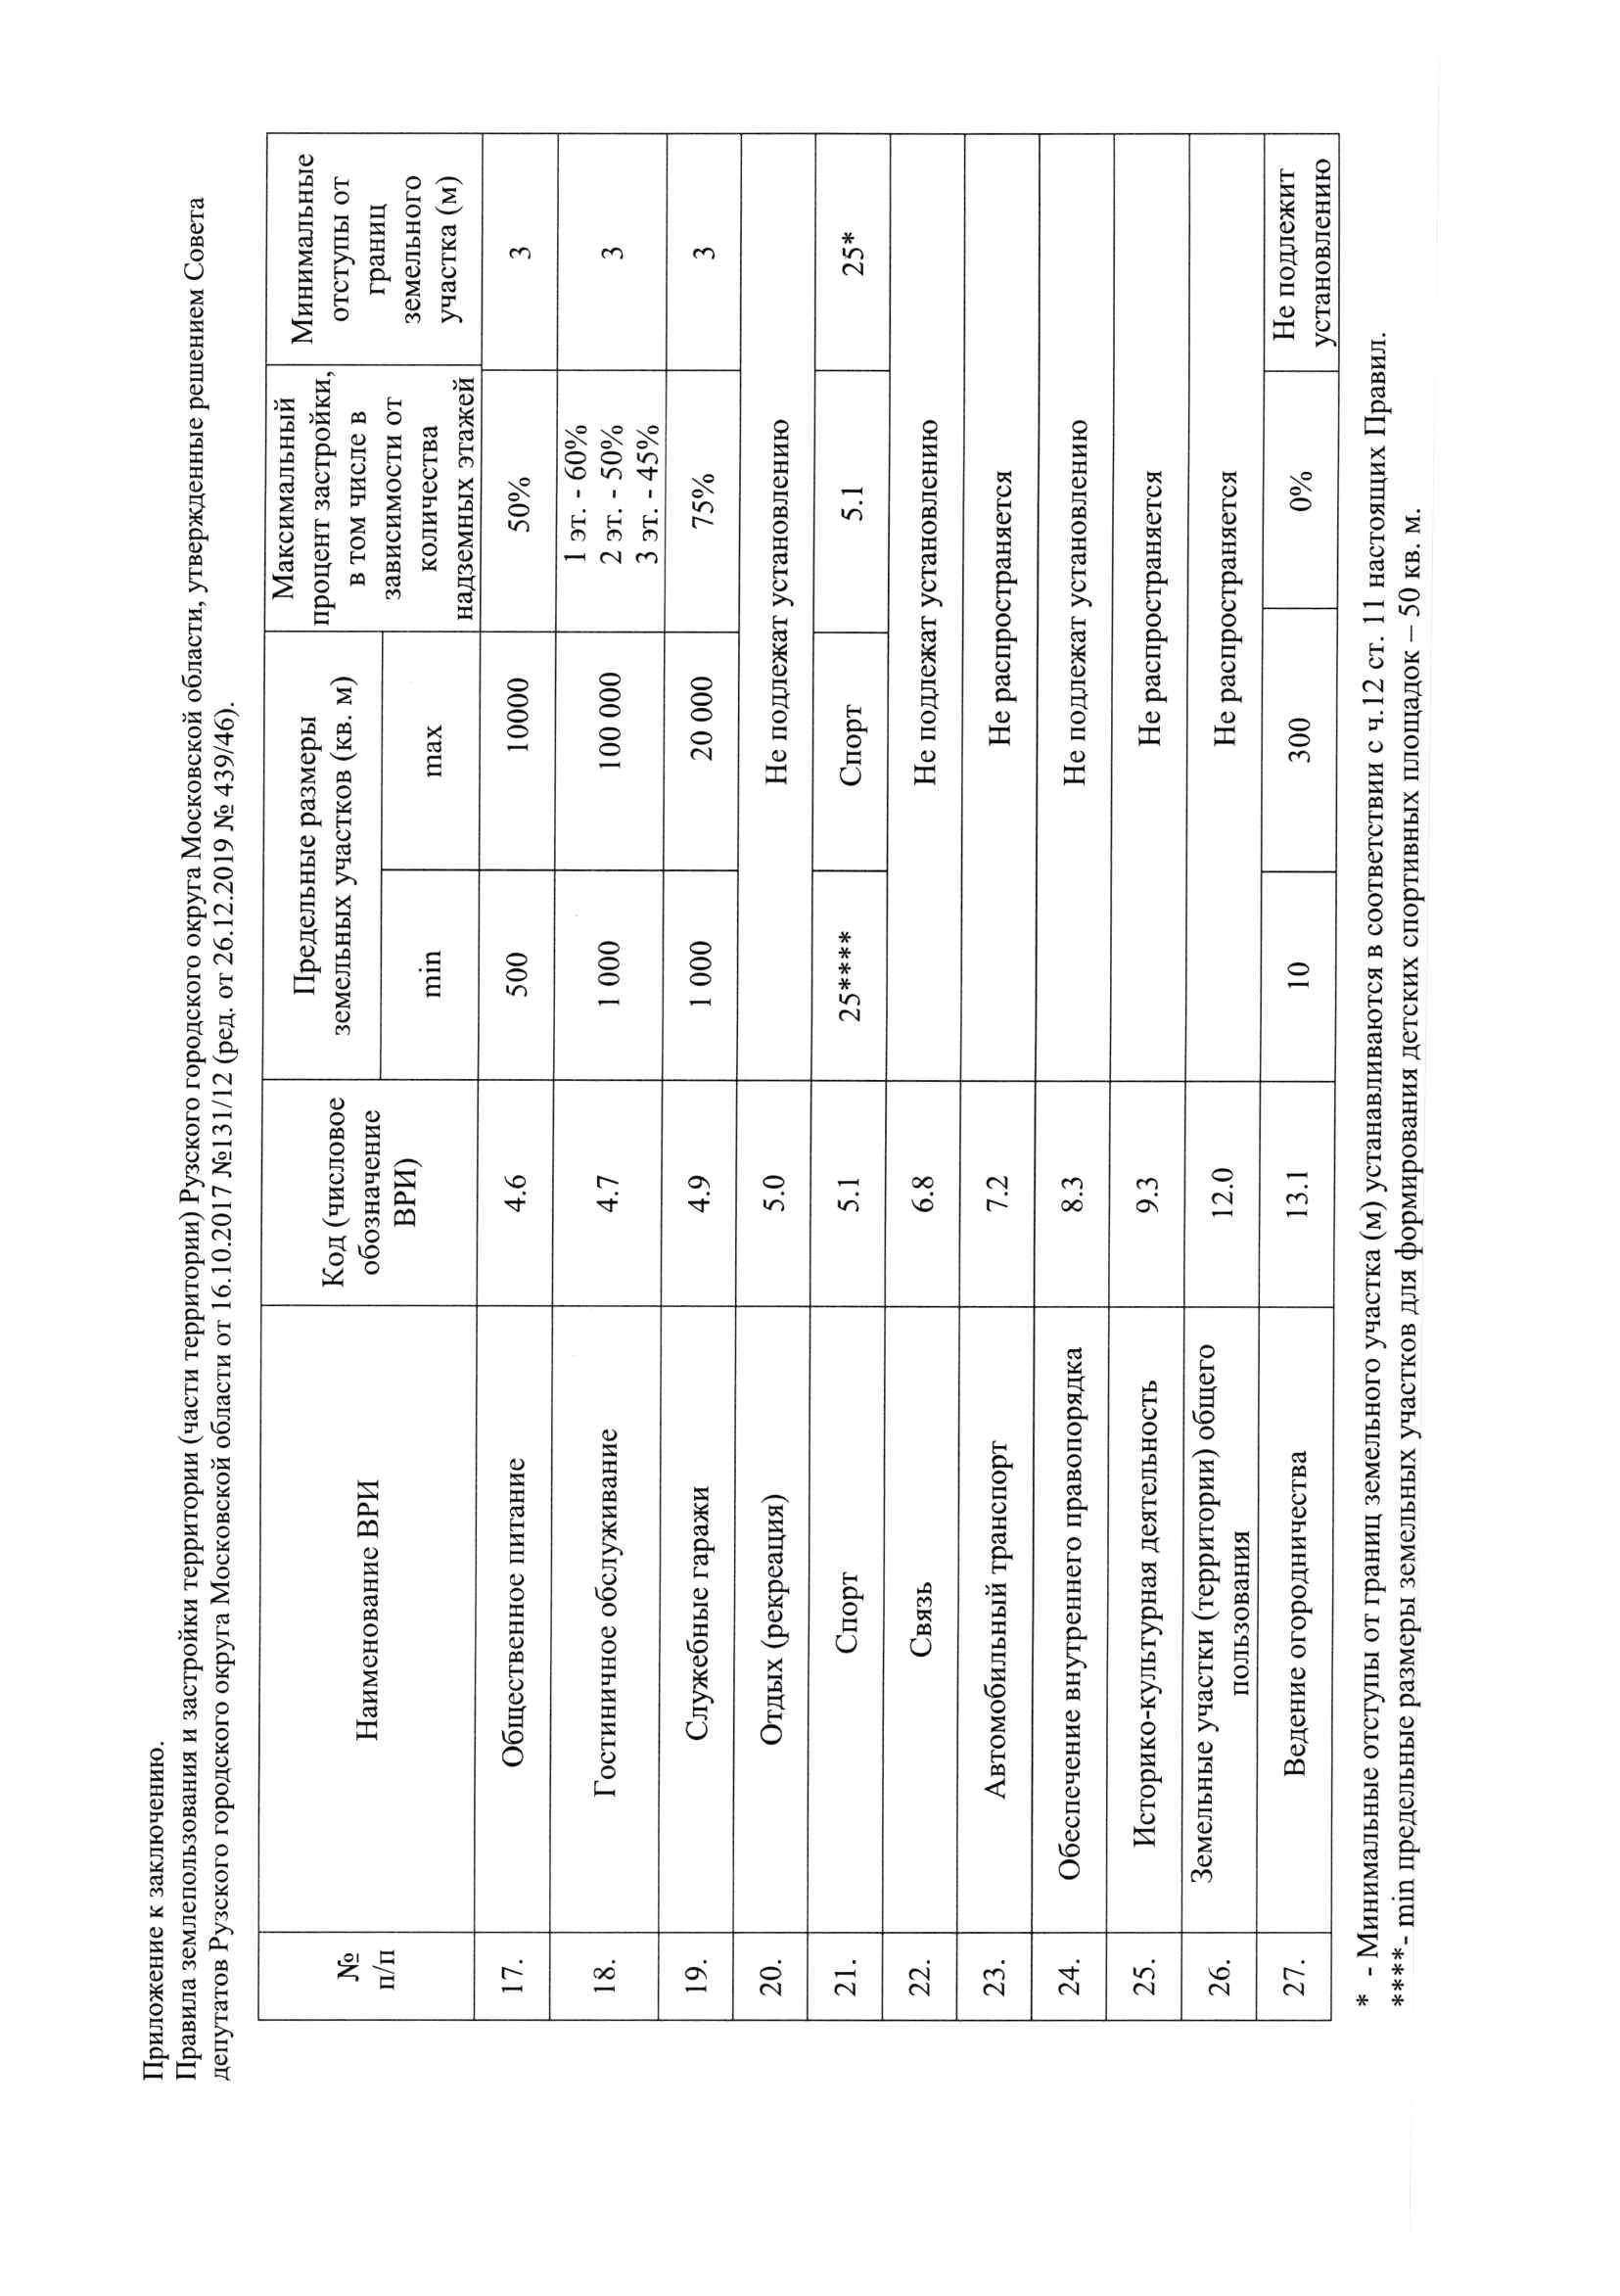 Приложение к заключению.
Правила землепользования и застройки территории (части территории) Рузского городского округа Московской области, утвержденные решением Совета
депутатов Рузского городского округа Московской области от 16.10.2017 №131/12 (ред. от 26.12.2019 № 439/46).
№
п/п
Наименование ВРИ
Код (числовое
обозначение
ВРИ)
Предельные размеры
земельных участков (кв. м)
min
max
Максимальный
процент застройки,
в том числе в
зависимости от
количества
надземных этажей
Минимальные
отступы от
границ
земельного
участка (м)
17. Общественное питание 4.6 500 10000 50% 3
18. Гостиничное обслуживание 4.7 1 000 100 000
1 эт. - 60%
2 эт. - 50%
3 эт. - 45%
3
19. Служебные гаражи 4.9 1 000 20 000 75% 3
20. Отдых (рекреация) 5.0 Не подлежат установлению
21. Спорт 5.1 25**** Спорт 5.1 25*
22. Связь 6.8 Не подлежат установлению
23. Автомобильный транспорт 7.2 Не распространяется
24. Обеспечение внутреннего правопорядка 8.3 Не подлежат установлению
25. Историко-культурная деятельность 9.3 Не распространяется
26. Земельные участки (территории) общего
пользования
12.0 Не распространяется
27. Ведение огородничества 13.1 10 300 0%
Не подлежит
установлению
* - Минимальные отступы от границ земельного участка (м) устанавливаются в соответствии с ч.12 ст. 11 настоящих Правил.
****- min предельные размеры земельных участков для формирования детских спортивных площадок – 50 кв. м.